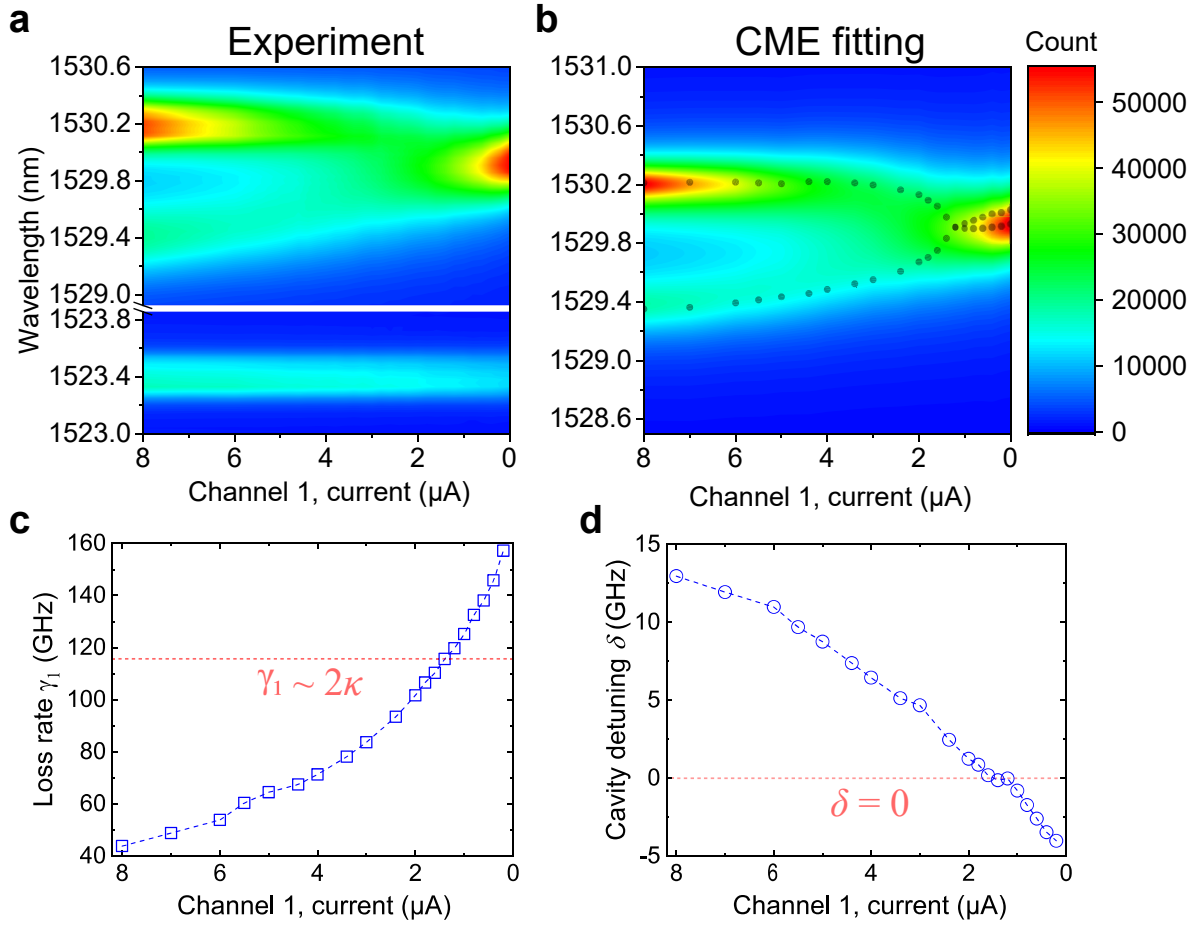 a
Experiment
Wavelength (nm)
1530.6
1530.2
1529.8
1529.4
1529.0
1523.8
1523.4
1523.0
8 6 4 2 0
Channel 1, current (µA)
b
CME fitting
1531.0
1530.6
1530.2
1529.8
1529.4
1529.0
1528.6
8 6 4 2 0
Channel 1, current (µA)
Count
50000
40000
30000
20000
10000
0
c
Loss rate γ₁ (GHz)
160
140
120
100
80
60
40
γ₁ ~ 2κ
8 6 4 2 0
Channel 1, current (µA)
d
Cavity detuning δ (GHz)
15
10
5
0
-5
δ = 0
8 6 4 2 0
Channel 1, current (µA)